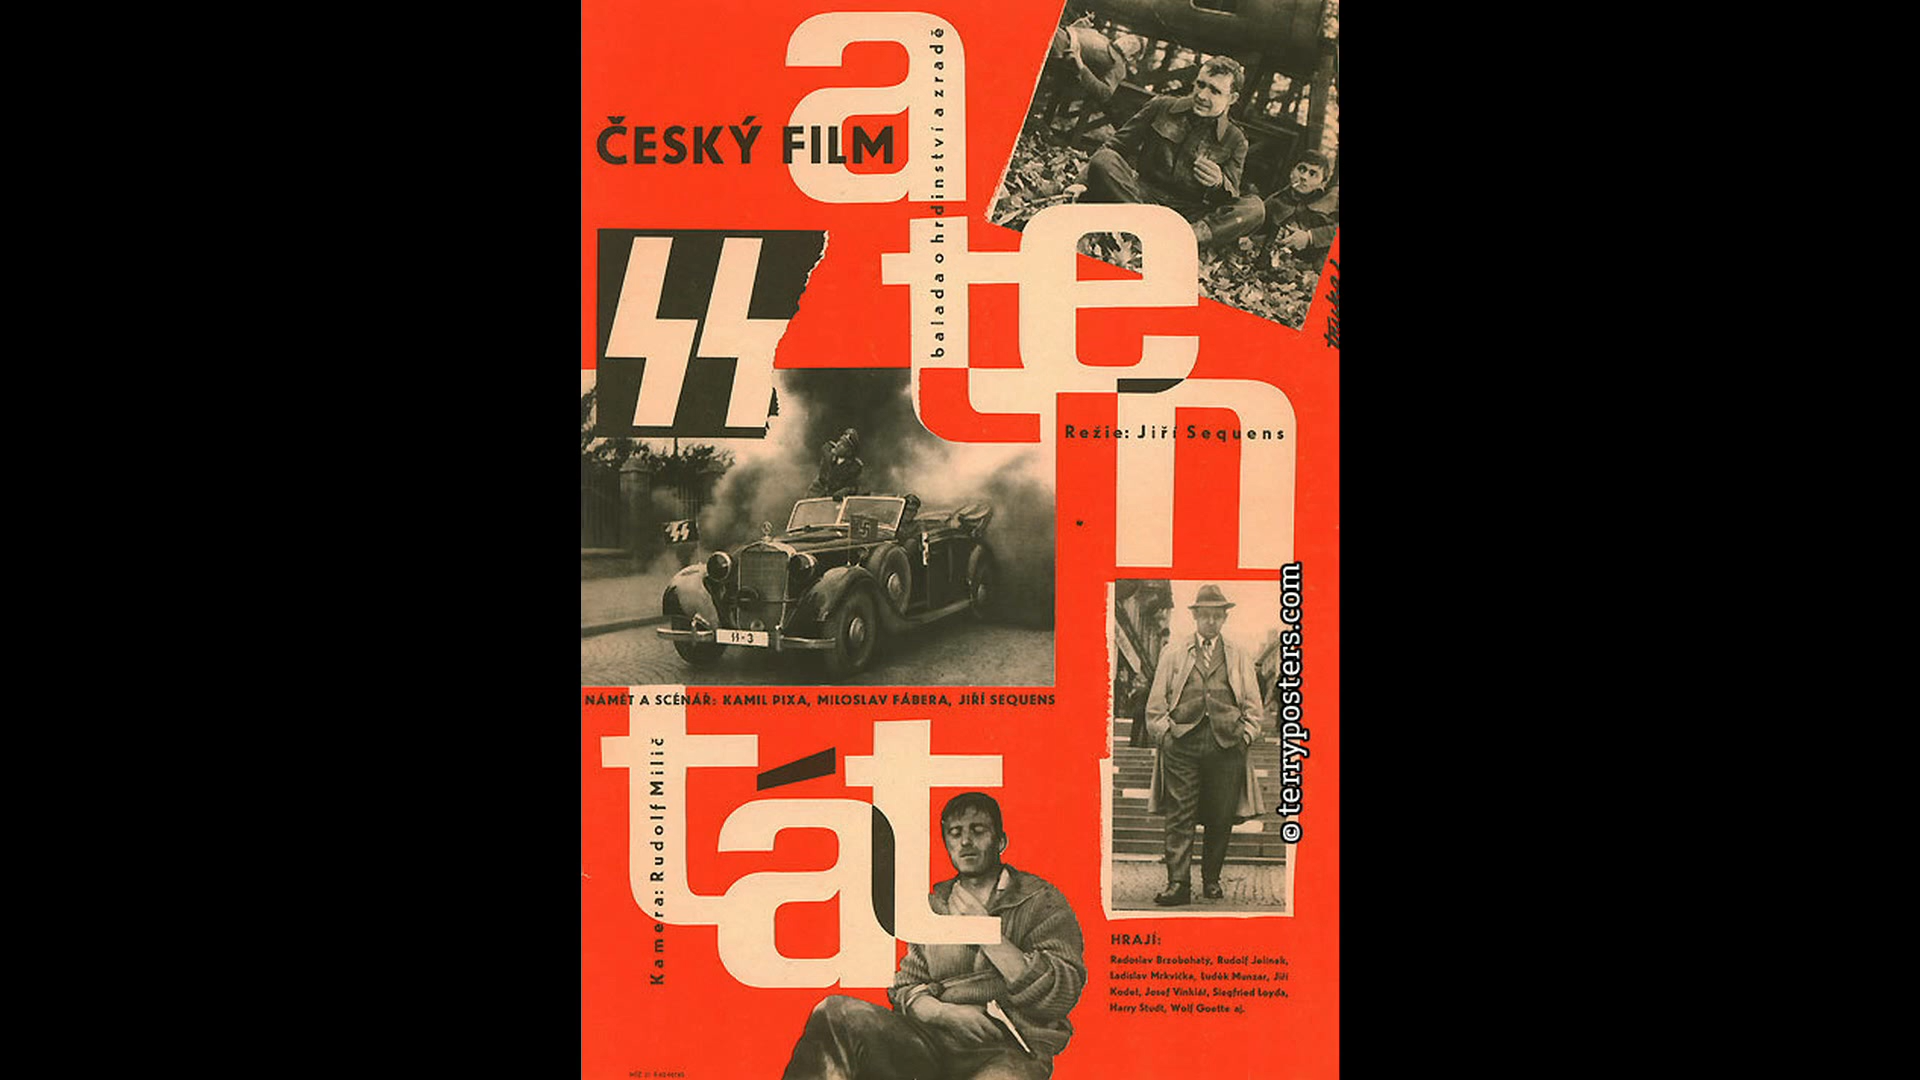 a
ČESKÝ FILM
balada o hrdinství a zradě
te
n
Režie: Jiří Sequens
SS-3
NÁMĚT A SCÉNÁŘ: KAMIL PIXA, MILOSLAV FÁBERA, JIŘÍ SEQUENS
tát
Kamera: Rudolf Milič
© terryposters.com
HRAJÍ:
Radoslav Brzobohatý, Rudolf Jelínek,
Ladislav Mrkvička, Luděk Munzar, Jiří
Kodet, Josef Vinklář, Siegfried Loyda,
Harry Studt, Wolf Goette aj.